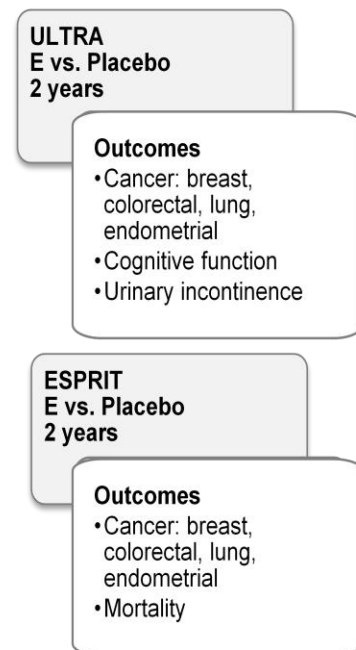 ULTRA
E vs. Placebo
2 years
Outcomes
•Cancer: breast,
colorectal, lung,
endometrial
•Cognitive function
•Urinary incontinence
ESPRIT
E vs. Placebo
2 years
Outcomes
•Cancer: breast,
colorectal, lung,
endometrial
•Mortality